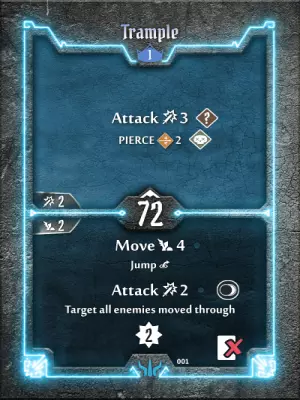 Trample
1
Attack 3 ?
PIERCE 2
2
72
2
Move 4
Jump
Attack 2
Target all enemies moved through
2
001